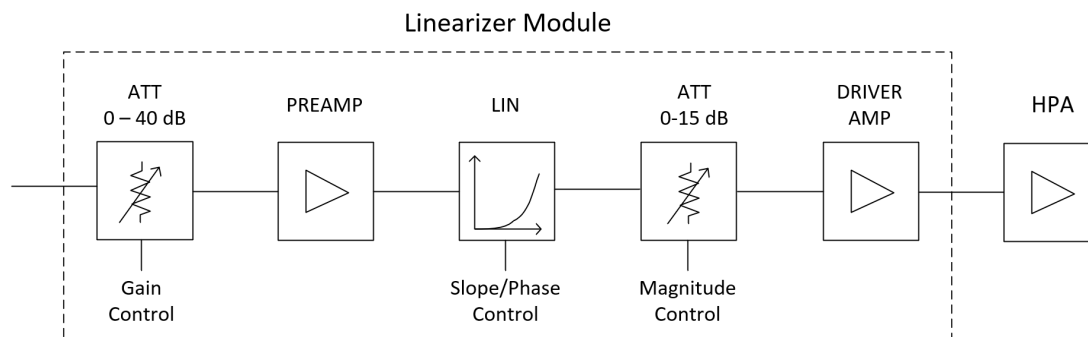 Linearizer Module
ATT
0 – 40 dB
PREAMP
LIN
ATT
0-15 dB
DRIVER
AMP
HPA
Gain
Control
Slope/Phase
Control
Magnitude
Control